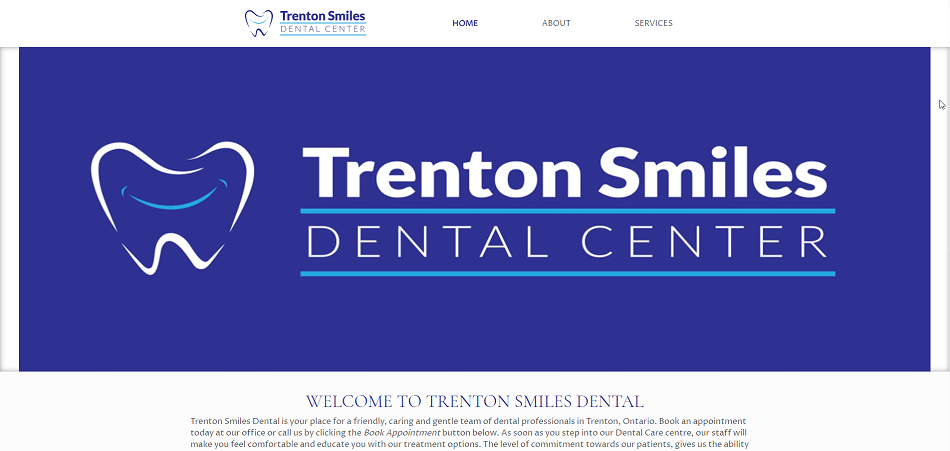 Trenton Smiles
DENTAL CENTER
HOME
ABOUT
SERVICES
Trenton Smiles
DENTAL CENTER
WELCOME TO TRENTON SMILES DENTAL
Trenton Smiles Dental is your place for a friendly, caring and gentle team of dental professionals in Trenton, Ontario. Book an appointment
today at our office or call us by clicking the Book Appointment button below. As soon as you step into our Dental Care centre, our staff will
make you feel comfortable and educate you with our treatment options. The level of commitment towards our patients, gives us the ability